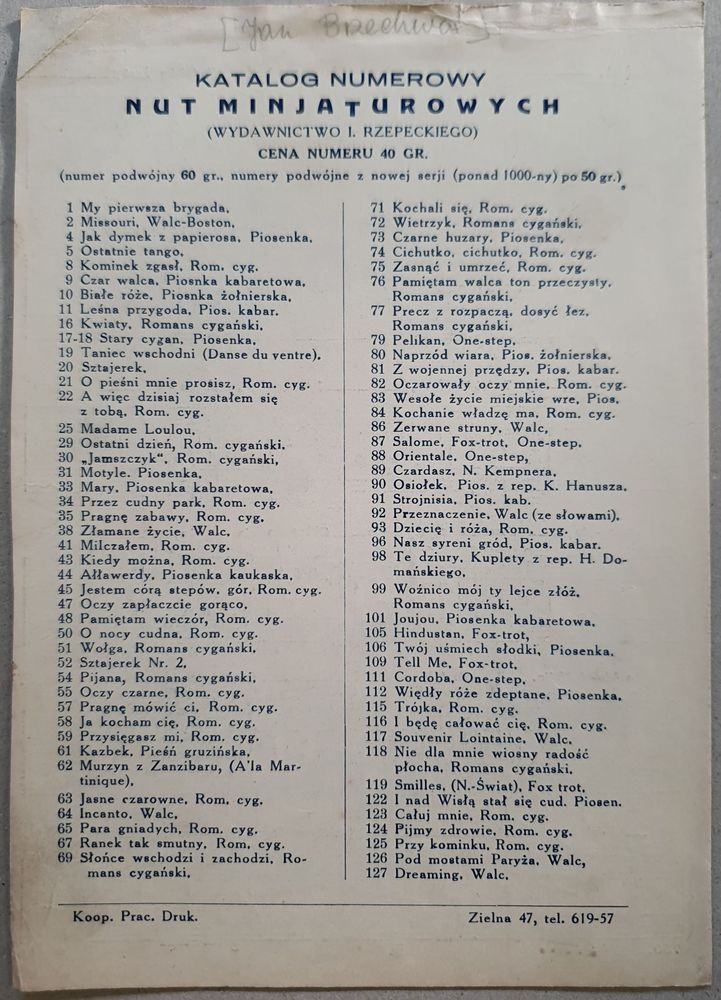 [Jan Brzechwa]
KATALOG NUMEROWY
NUT MINJATUROWYCH
(WYDAWNICTWO I. RZEPECKIEGO)
CENA NUMERU 40 GR.
(numer podwójny 60 gr., numery podwójne z nowej serji (ponad 1000-ny) po 50 gr.).
1 My pierwsza brygada.
2 Missouri, Walc-Boston.
4 Jak dymek z papierosa, Piosenka.
5 Ostatnie tango.
8 Kominek zgasł, Rom. cyg.
9 Czar walca, Piosnka kabaretowa.
10 Białe róże, Piosnka żołnierska.
11 Leśna przygoda, Pios. kabar.
16 Kwiaty, Romans cygański.
17-18 Stary cygan, Piosenka.
19 Taniec wschodni (Danse du ventre).
20 Sztajerek.
21 O pieśni mnie prosisz, Rom. cyg.
22 A więc dzisiaj rozstałem się
z tobą, Rom. cyg.
25 Madame Loulou.
29 Ostatni dzień, Rom. cygański.
30 „Jamszczyk“, Rom. cygański.
31 Motyle. Piosenka.
33 Mary, Piosenka kabaretowa.
34 Przez cudny park, Rom. cyg.
35 Pragnę zabawy, Rom. cyg.
38 Złamane życie, Walc.
41 Milczałem, Rom. cyg.
43 Kiedy można, Rom. cyg.
44 Ałławerdy, Piosenka kaukaska.
45 Jestem córą stepów, gór, Rom. cyg.
47 Oczy zapłaczcie gorąco.
48 Pamiętam wieczór, Rom. cyg.
50 O nocy cudna, Rom. cyg.
51 Wołga, Romans cygański.
52 Sztajerek Nr. 2.
54 Pijana, Romans cygański.
55 Oczy czarne, Rom. cyg.
57 Pragnę mówić ci, Rom. cyg.
58 Ja kocham cię, Rom. cyg.
59 Przysięgasz mi, Rom. cyg.
61 Kazbek, Pieśń gruzińska.
62 Murzyn z Zanzibaru, (A'la Mar-
tinique).
63 Jasne czarowne, Rom. cyg.
64 Incanto, Walc.
65 Para gniadych, Rom. cyg.
67 Ranek tak smutny, Rom. cyg.
69 Słońce wschodzi i zachodzi, Ro-
mans cygański.
71 Kochali się, Rom. cyg.
72 Wietrzyk, Romans cygański.
73 Czarne huzary, Piosenka.
74 Cichutko, cichutko, Rom. cyg.
75 Zasnąć i umrzeć, Rom. cyg.
76 Pamiętam walca ton przeczysty.
Romans cygański.
77 Precz z rozpaczą, dosyć łez.
Romans cygański.
79 Pelikan, One-step.
80 Naprzód wiara, Pios. żołnierska.
81 Z wojennej przędzy, Pios. kabar.
82 Oczarowały oczy mnie, Rom. cyg.
83 Wesołe życie miejskie wre, Pios.
84 Kochanie władzę ma, Rom. cyg.
86 Zerwane struny, Walc.
87 Salome, Fox-trot, One-step.
88 Orientale, One-step.
89 Czardasz, N. Kempnera.
90 Osiołek, Pios. z rep. K. Hanusza.
91 Strojnisia, Pios. kab.
92 Przeznaczenie, Walc (ze słowami).
93 Dziecię i róża, Rom. cyg.
96 Nasz syreni gród, Pios. kabar.
98 Te dziury, Kuplety z rep. H. Do-
mańskiego.
99 Woźnico mój ty lejce złóż.
Romans cygański.
101 Joujou, Piosenka kabaretowa.
105 Hindustan, Fox-trot.
106 Twój uśmiech słodki, Piosenka.
109 Tell Me, Fox-trot.
111 Cordoba, One-step.
112 Więdły róże zdeptane, Piosenka.
115 Trójka, Rom. cyg.
116 I będę całować cię, Rom. cyg.
117 Souvenir Lointaine, Walc.
118 Nie dla mnie wiosny radość
płocha, Romans cygański.
119 Smilles, (N.-Świat), Fox trot.
122 I nad Wisłą stał się cud. Piosen.
123 Całuj mnie, Rom. cyg.
124 Pijmy zdrowie, Rom. cyg.
125 Przy kominku, Rom. cyg.
126 Pod mostami Paryża, Walc.
127 Dreaming, Walc.
Koop. Prac. Druk.
Zielna 47, tel. 619-57